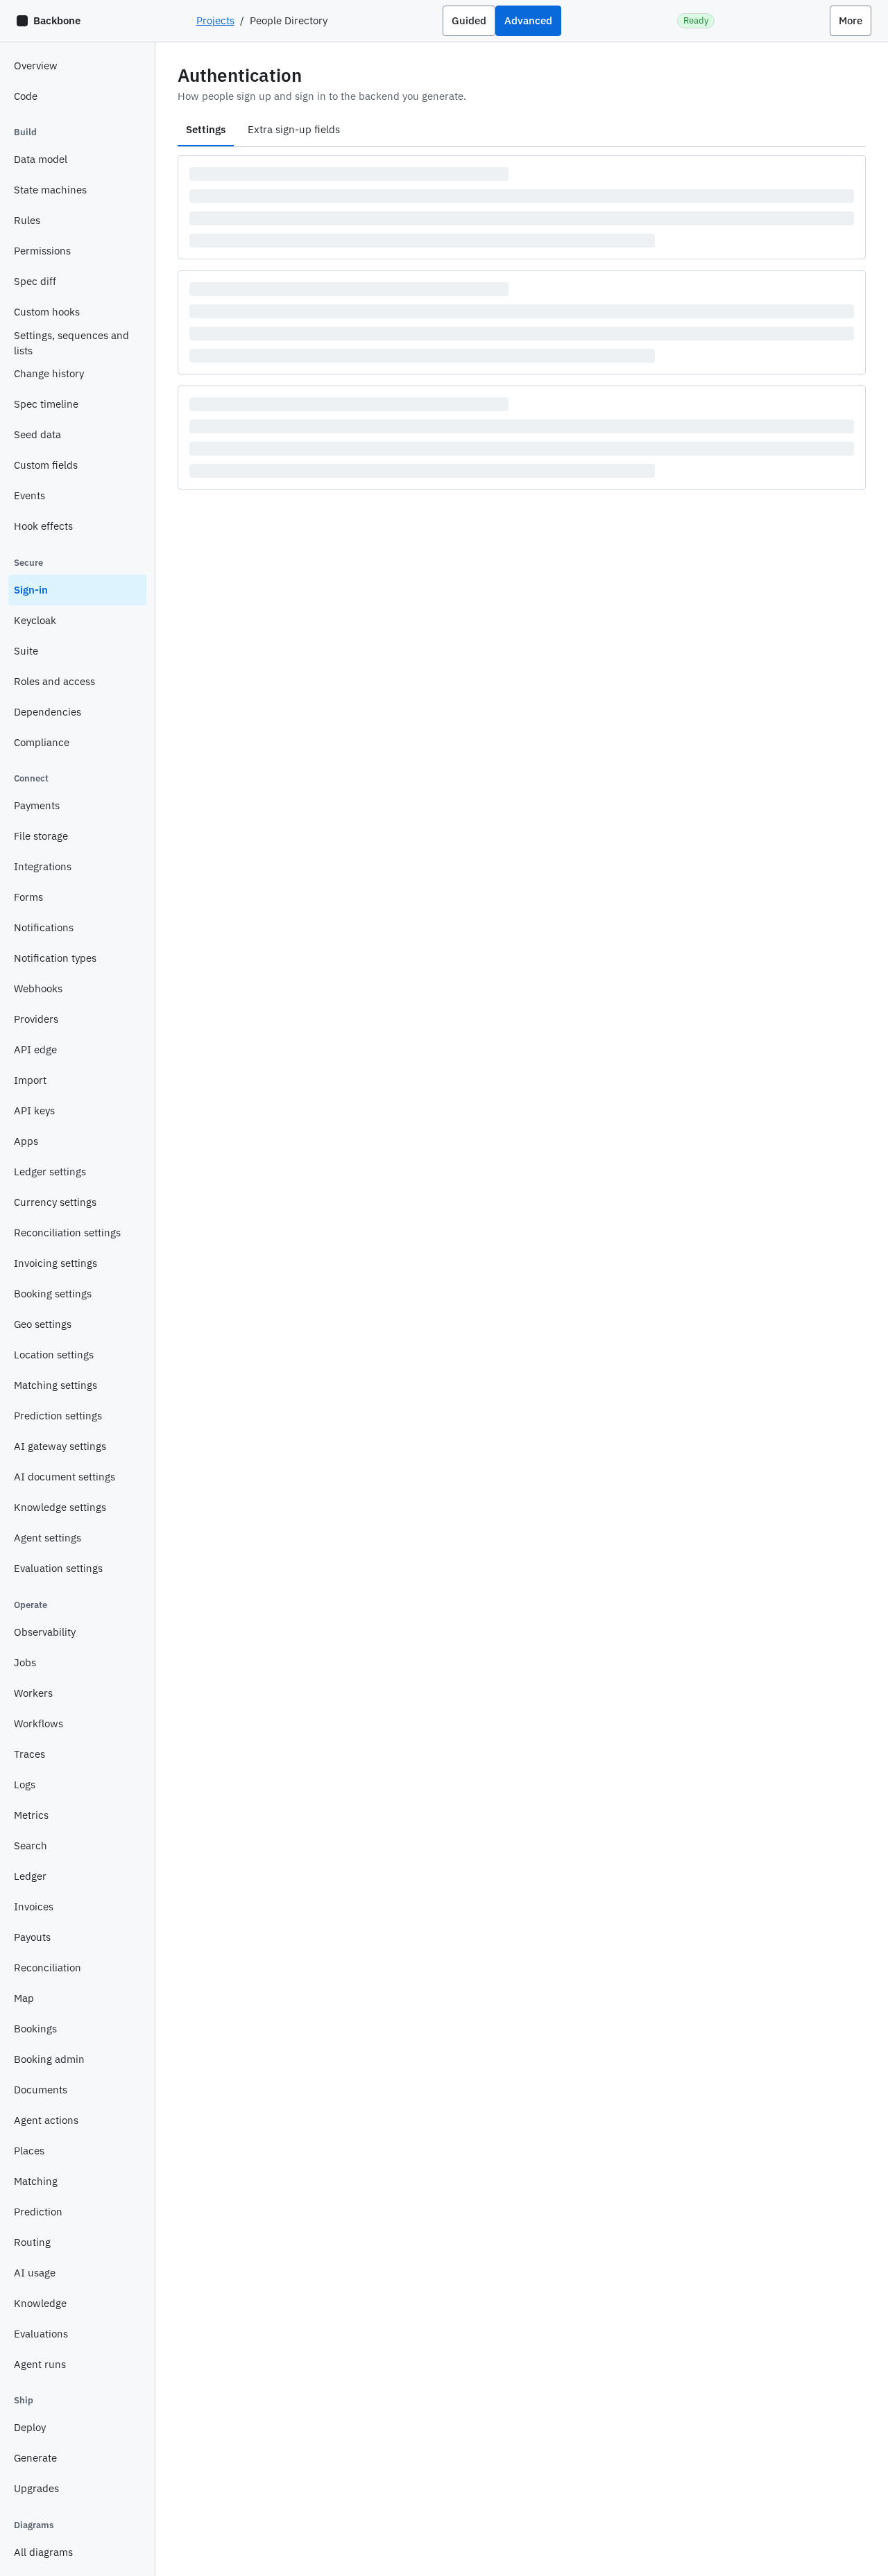 Backbone
Projects / People Directory
Guided
Advanced
Ready
More
Overview
Code
Build
Data model
State machines
Rules
Permissions
Spec diff
Custom hooks
Settings, sequences and
lists
Change history
Spec timeline
Seed data
Custom fields
Events
Hook effects
Secure
Sign-in
Keycloak
Suite
Roles and access
Dependencies
Compliance
Connect
Payments
File storage
Integrations
Forms
Notifications
Notification types
Webhooks
Providers
API edge
Import
API keys
Apps
Ledger settings
Currency settings
Reconciliation settings
Invoicing settings
Booking settings
Geo settings
Location settings
Matching settings
Prediction settings
AI gateway settings
AI document settings
Knowledge settings
Agent settings
Evaluation settings
Operate
Observability
Jobs
Workers
Workflows
Traces
Logs
Metrics
Search
Ledger
Invoices
Payouts
Reconciliation
Map
Bookings
Booking admin
Documents
Agent actions
Places
Matching
Prediction
Routing
AI usage
Knowledge
Evaluations
Agent runs
Ship
Deploy
Generate
Upgrades
Diagrams
All diagrams
Authentication
How people sign up and sign in to the backend you generate.
Settings
Extra sign-up fields